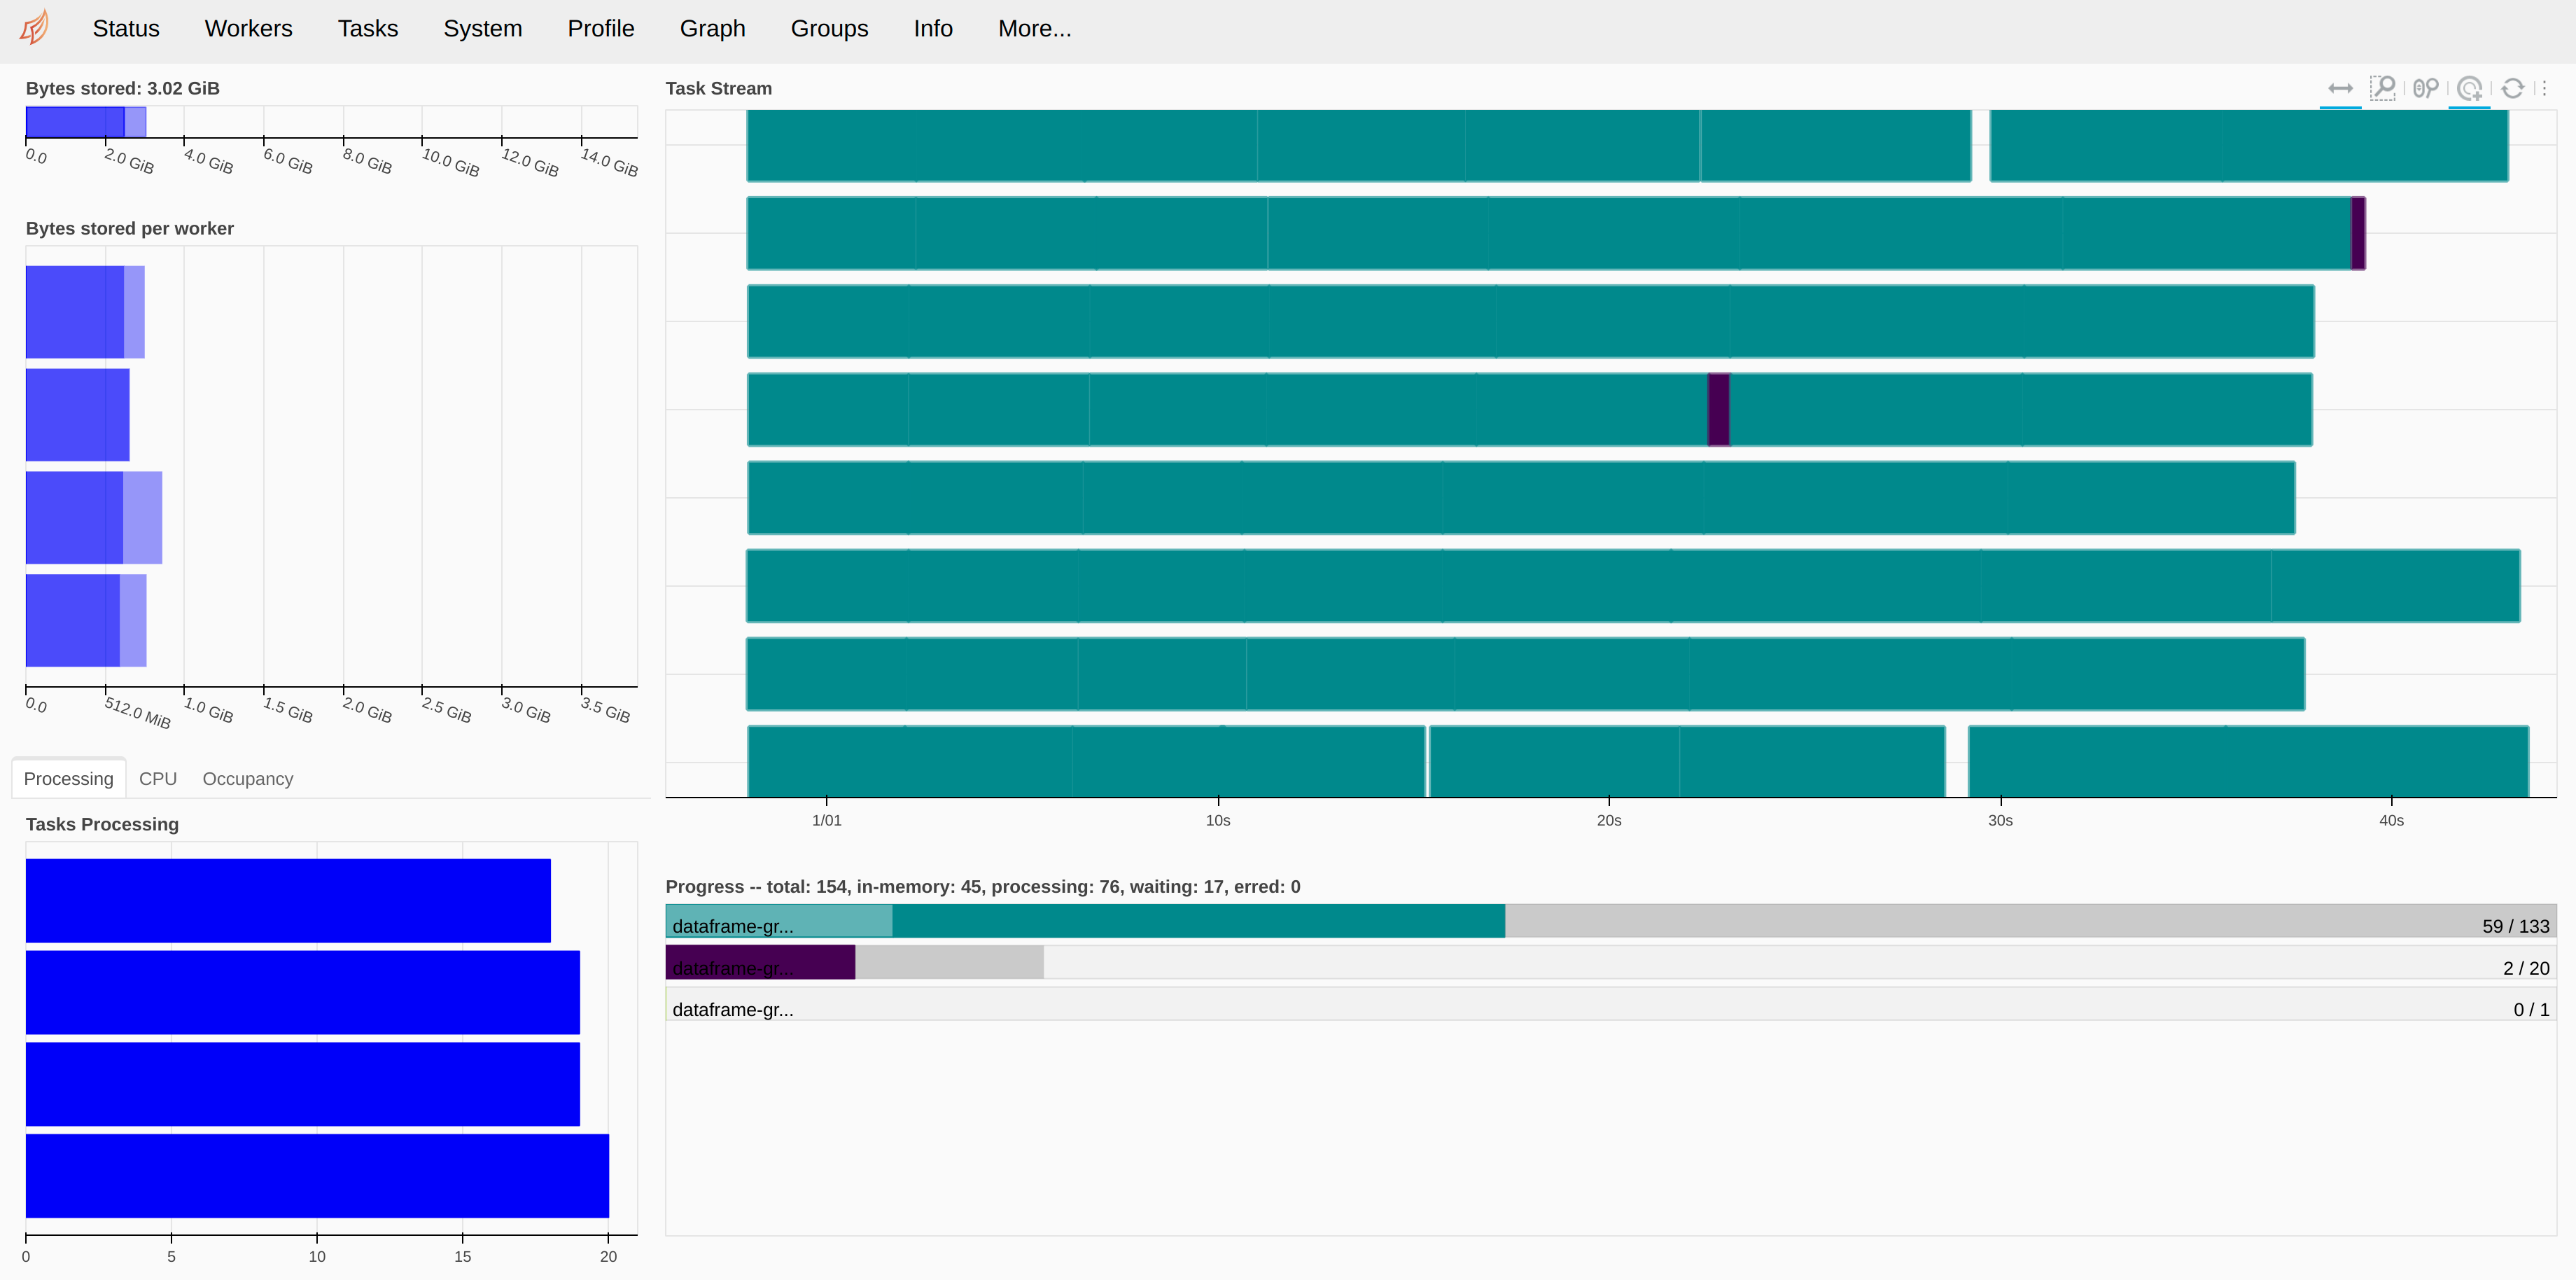 Status Workers Tasks System Profile Graph Groups Info More...
Bytes stored: 3.02 GiB
0.0 2.0 GiB 4.0 GiB 6.0 GiB 8.0 GiB 10.0 GiB 12.0 GiB 14.0 GiB
Bytes stored per worker
0.0 512.0 MiB 1.0 GiB 1.5 GiB 2.0 GiB 2.5 GiB 3.0 GiB 3.5 GiB
Processing CPU Occupancy
Tasks Processing
0 5 10 15 20
Task Stream
1/01 10s 20s 30s 40s
Progress -- total: 154, in-memory: 45, processing: 76, waiting: 17, erred: 0
dataframe-gr... 59 / 133
dataframe-gr... 2 / 20
dataframe-gr... 0 / 1